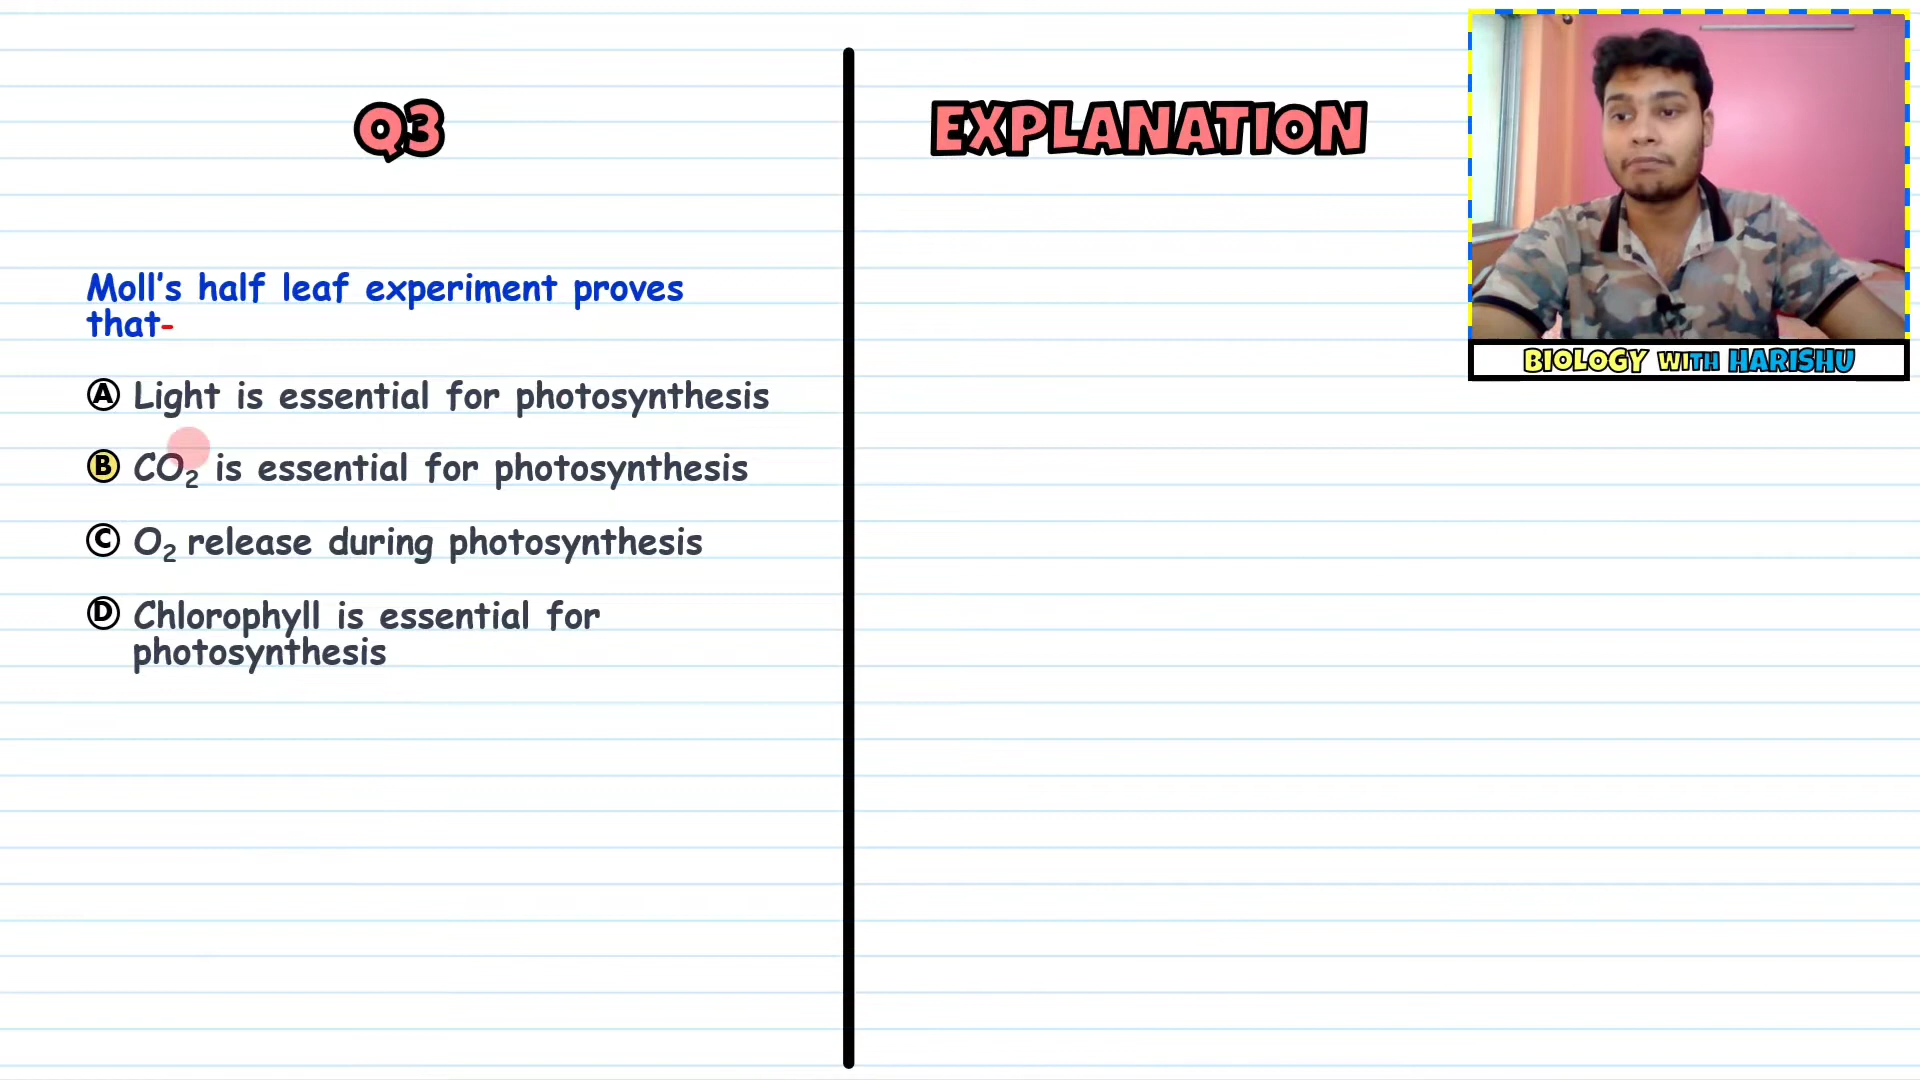 Q3
Moll's half leaf experiment proves
that-
A Light is essential for photosynthesis
B CO₂ is essential for photosynthesis
C O₂ release during photosynthesis
D Chlorophyll is essential for
photosynthesis
EXPLANATION
BIOLOGY WITH HARISHU